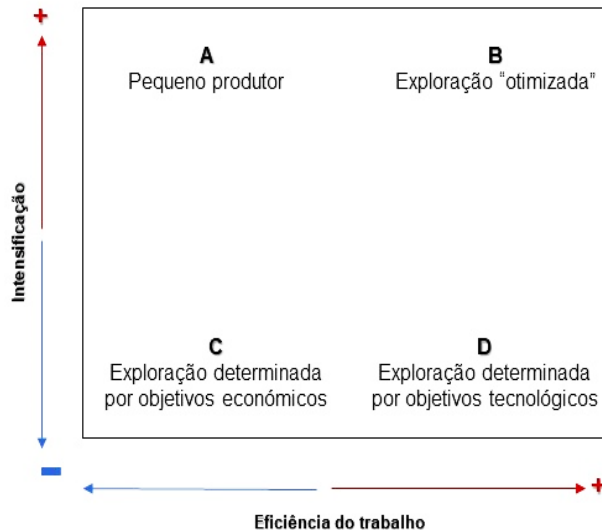 +
A
Pequeno produtor
B
Exploração “otimizada”
Intensificação
C
Exploração determinada
por objetivos económicos
D
Exploração determinada
por objetivos tecnológicos
-
+
Eficiência do trabalho